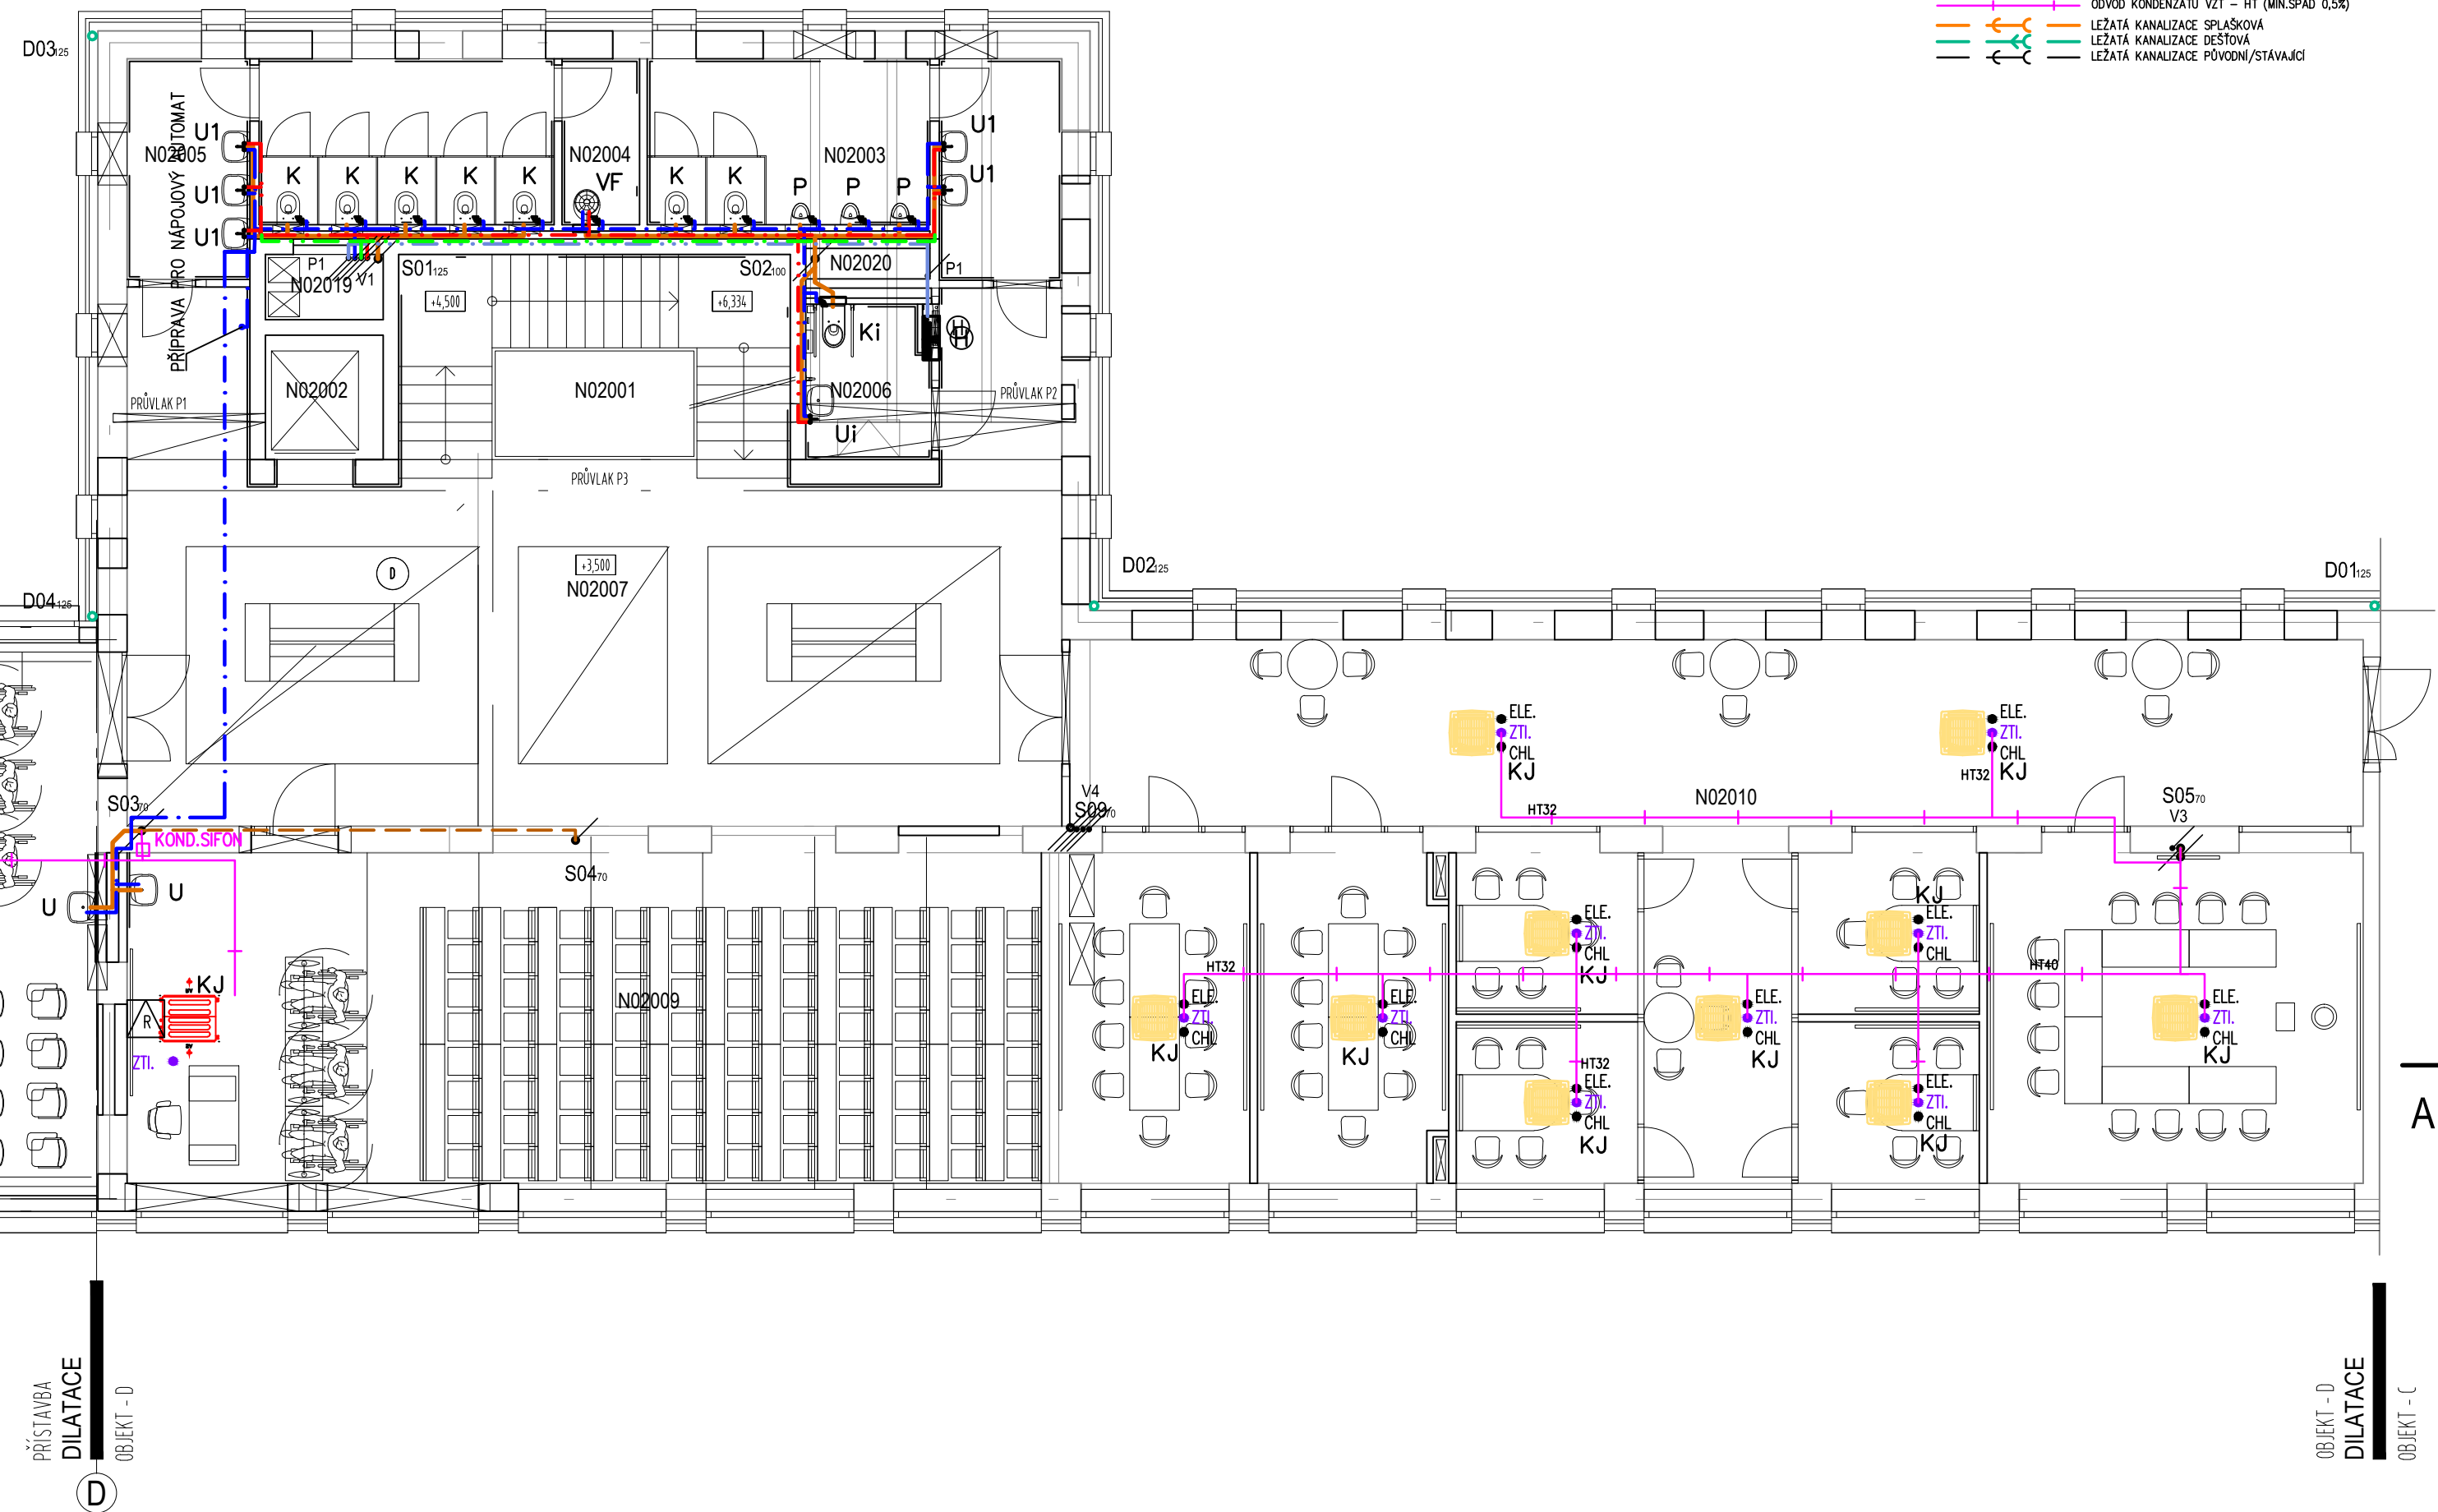 ODVOD KONDENZÁTU VZT - HT (MIN.SPÁD 0,5%)
LEŽATÁ KANALIZACE SPLAŠKOVÁ
LEŽATÁ KANALIZACE DEŠŤOVÁ
LEŽATÁ KANALIZACE PŮVODNÍ/STÁVAJÍCÍ
D03125
PŘÍPRAVA PRO NÁPOJOVÝ AUTOMAT
U1
N02005
U1
U1
K
K
K
K
K
N02004
VF
K
K
N02003
P
P
P
U1
U1
P1
N02019
V1
S01125
S02100
N02020
P1
+4,500
+6,334
Ki
H
H
N02002
N02001
N02006
PRŮVLAK P1
PRŮVLAK P2
Ui
PRŮVLAK P3
D
+3,500
N02007
D02125
D01125
D04125
ELE.
ZTI.
CHL
KJ
ELE.
ZTI.
CHL
KJ
HT32
HT32
N02010
S0570
V3
V4
S0970
S0370
KOND.SIFON
S0470
U
U
KJ
R
ZTI.
N02009
HT32
ELE.
ZTI.
CHL
KJ
ELE.
ZTI.
CHL
KJ
ELE.
ZTI.
CHL
KJ
HT32
ELE.
ZTI.
CHL
KJ
ELE.
ZTI.
CHL
KJ
KJ
ELE.
ZTI.
CHL
ELE.
ZTI.
CHL
KJ
HT40
ELE.
ZTI.
CHL
KJ
A
PŘÍSTAVBA
DILATACE
OBJEKT - D
D
OBJEKT - D
DILATACE
OBJEKT - C